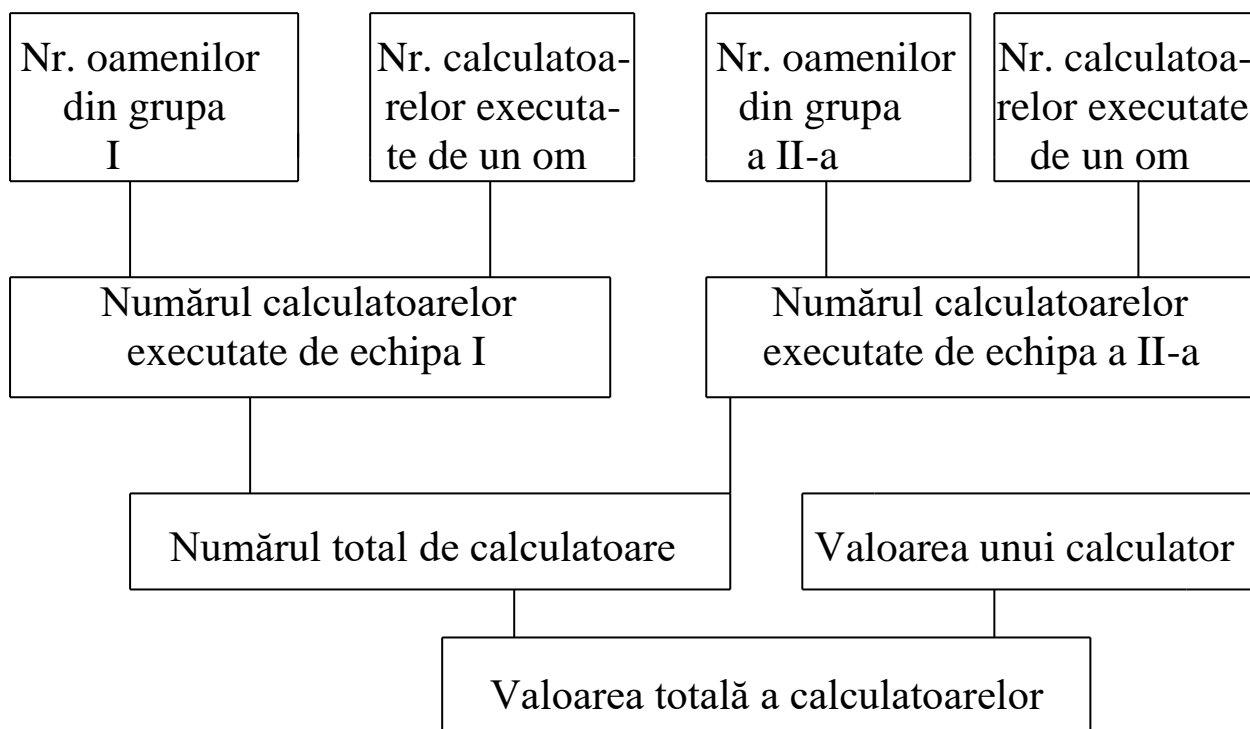 Nr. oamenilor
din grupa
I
Nr. calculatoa-
relor executa-
te de un om
Nr. oamenilor
din grupa
a II-a
Nr. calculatoa-
relor executate
de un om
Numărul calculatoarelor
executate de echipa I
Numărul calculatoarelor
executate de echipa a II-a
Numărul total de calculatoare
Valoarea unui calculator
Valoarea totală a calculatoarelor